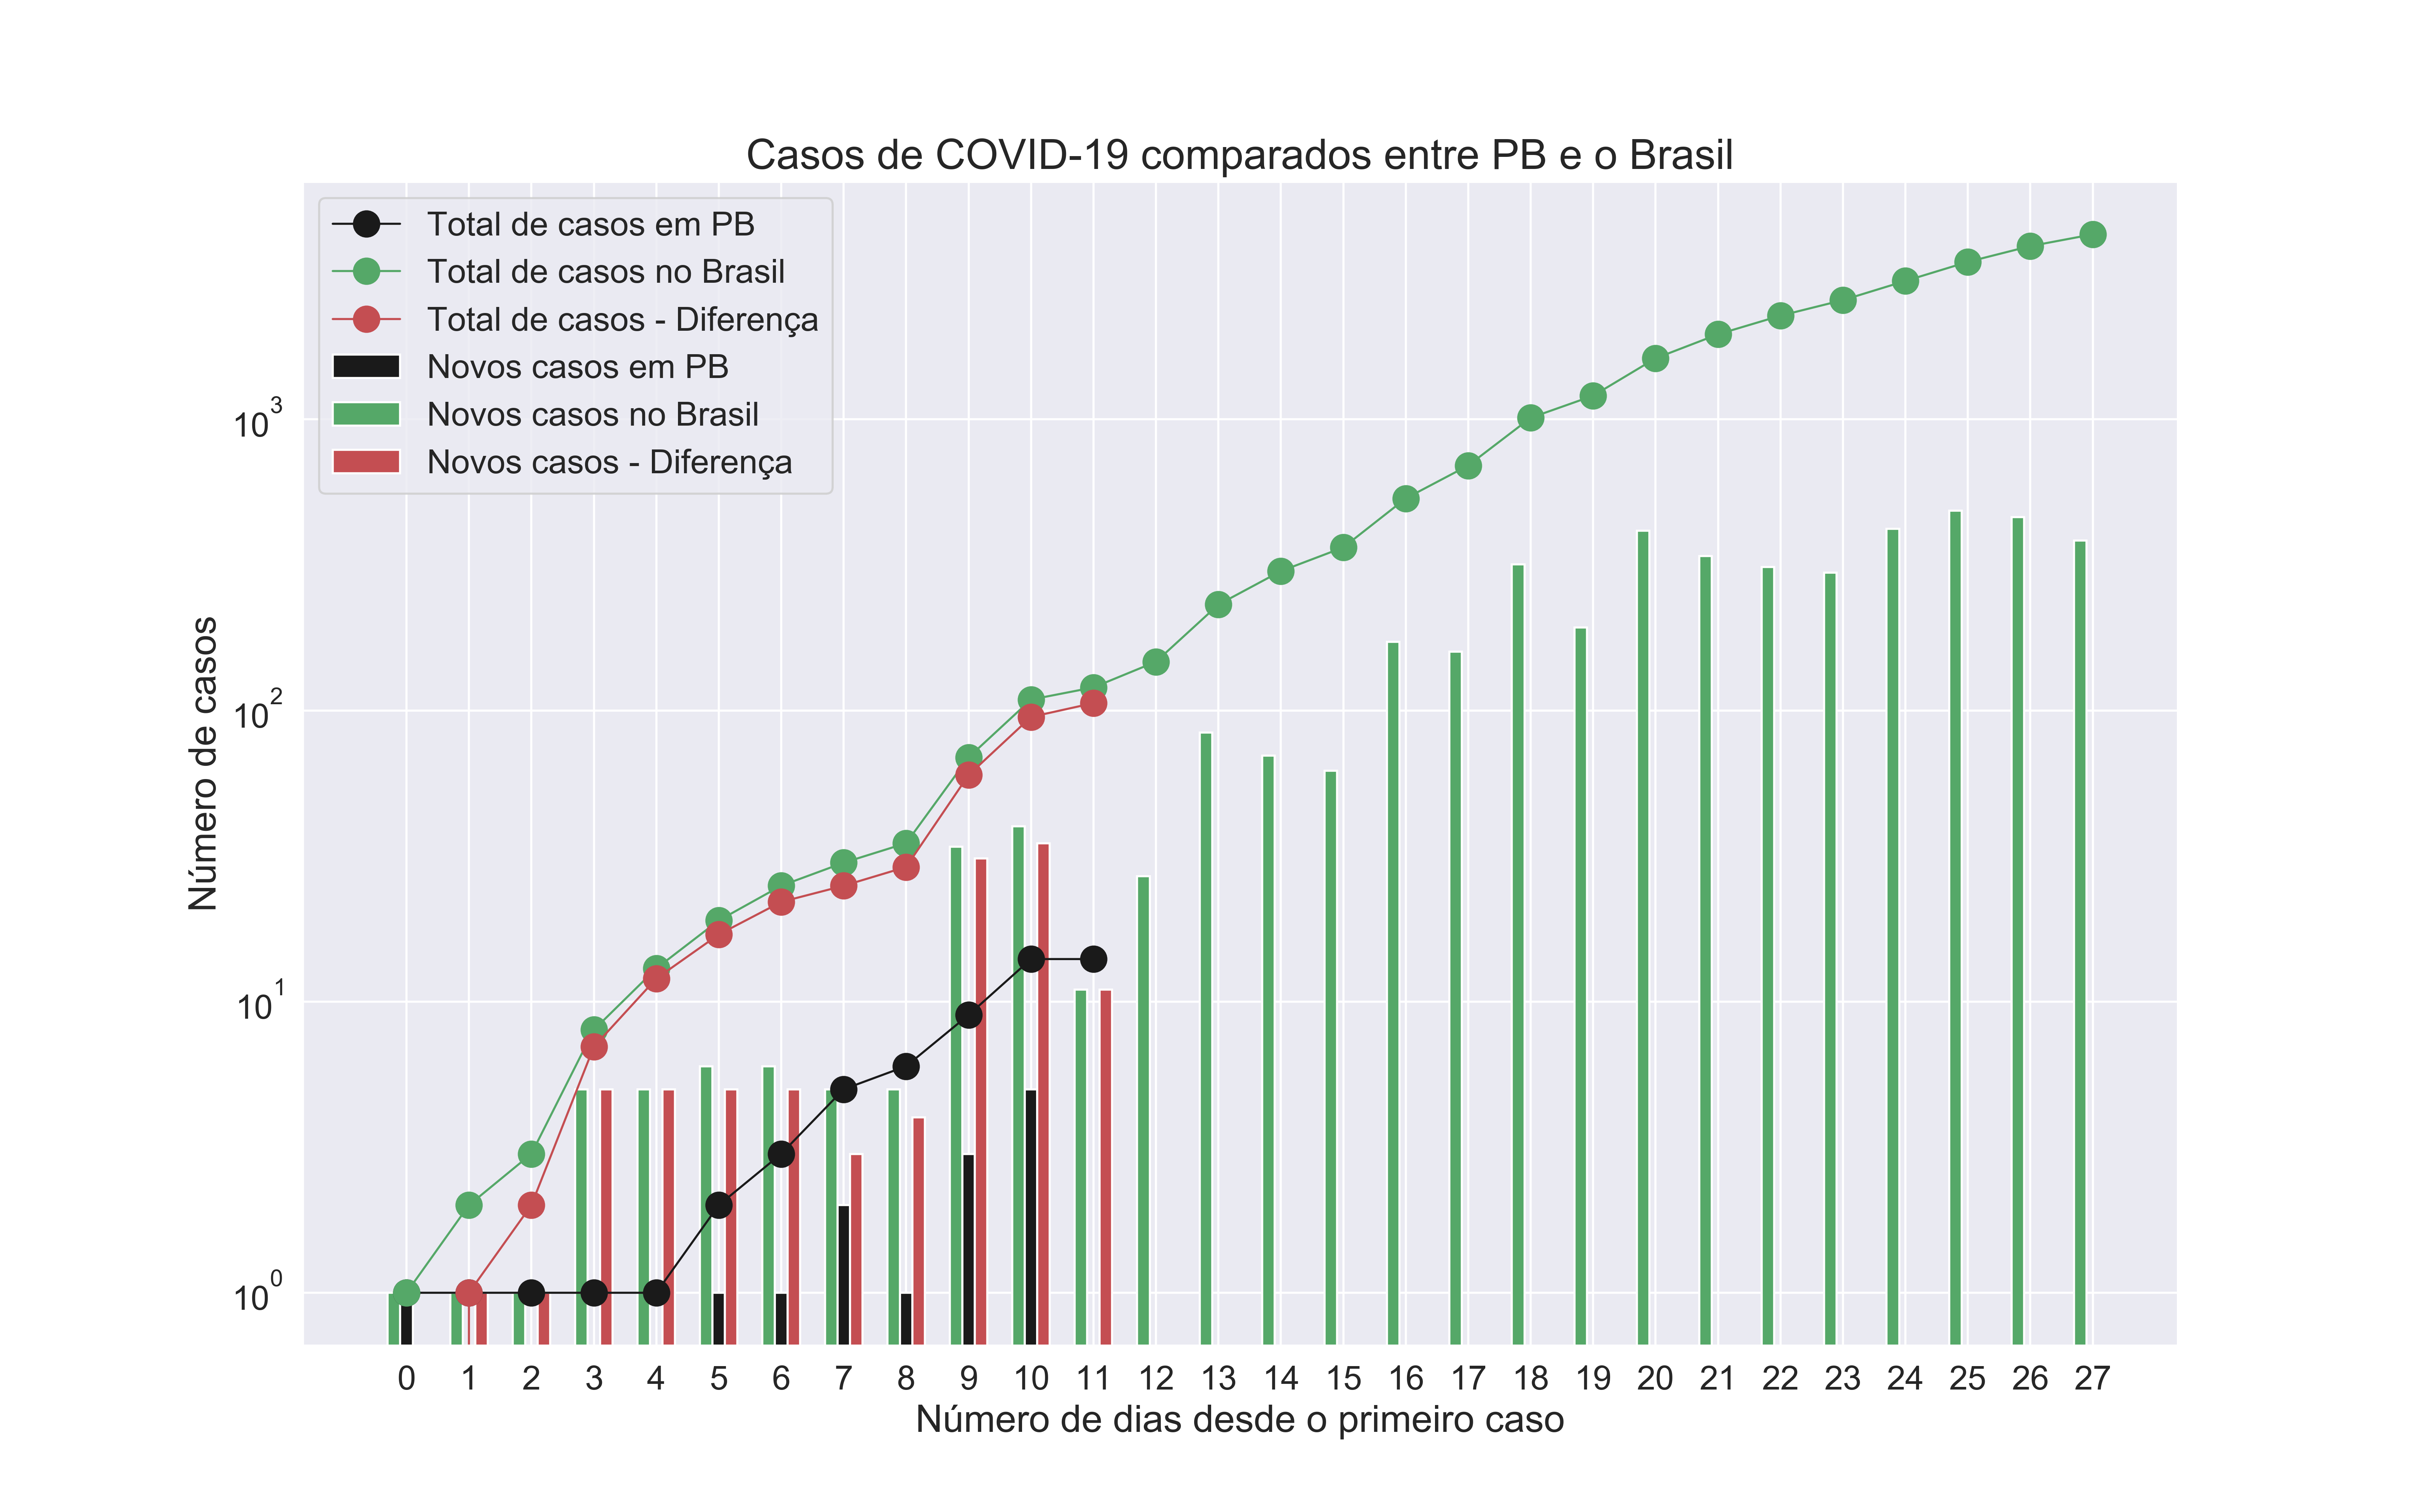 Casos de COVID-19 comparados entre PB e o Brasil
Total de casos em PB
Total de casos no Brasil
Total de casos - Diferença
Novos casos em PB
Novos casos no Brasil
Novos casos - Diferença
Número de casos
10³
10²
10¹
10⁰
0 1 2 3 4 5 6 7 8 9 10 11 12 13 14 15 16 17 18 19 20 21 22 23 24 25 26 27
Número de dias desde o primeiro caso